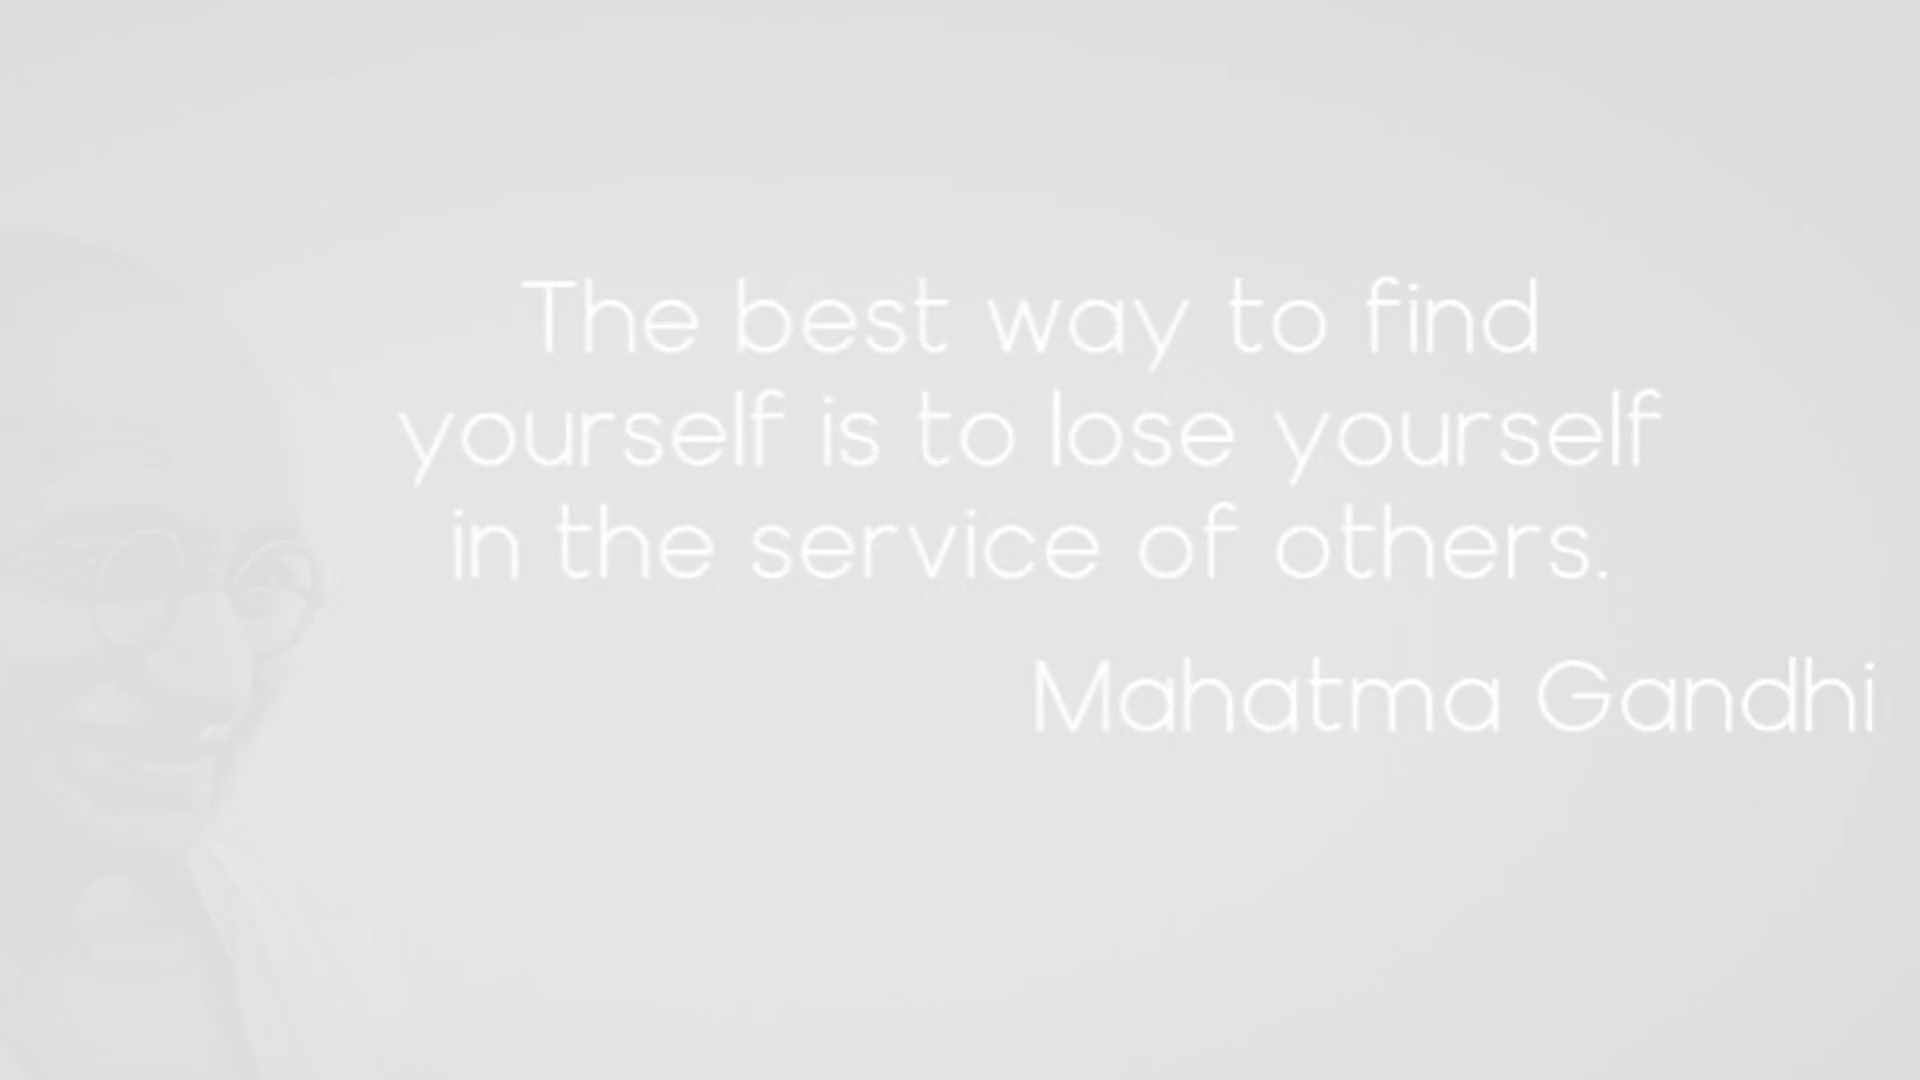 The best way to find
yourself is to lose yourself
in the service of others.
Mahatma Gandhi